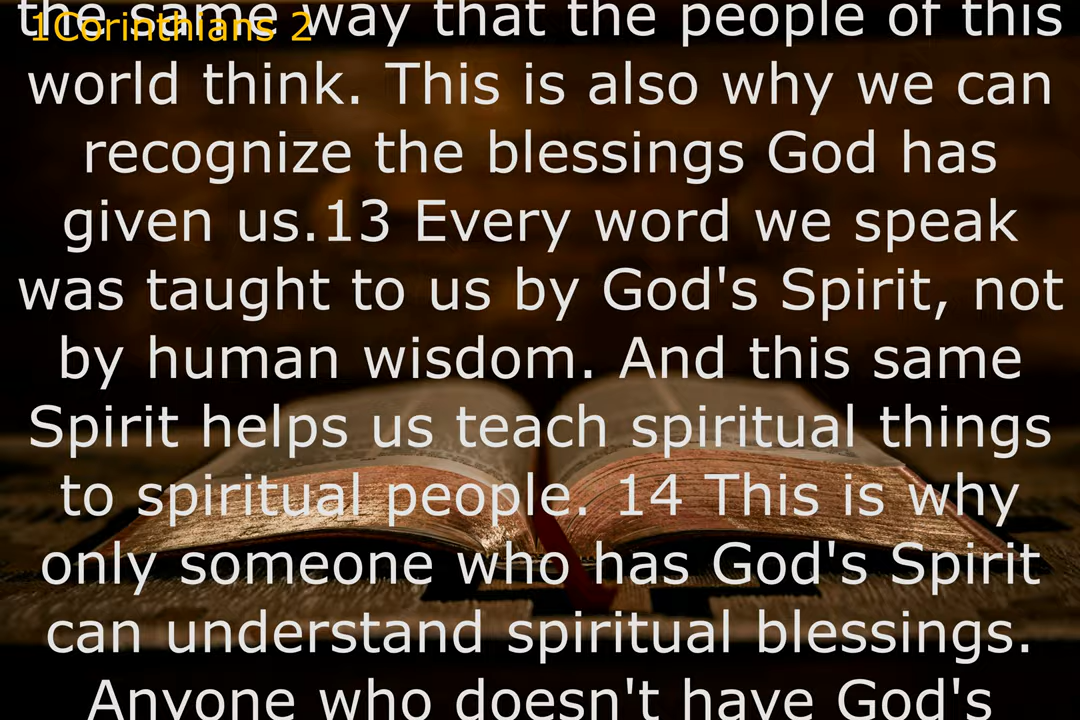 1Corinthians 2
the same way that the people of this
world think. This is also why we can
recognize the blessings God has
given us.13 Every word we speak
was taught to us by God's Spirit, not
by human wisdom. And this same
Spirit helps us teach spiritual things
to spiritual people. 14 This is why
only someone who has God's Spirit
can understand spiritual blessings.
Anyone who doesn't have God's